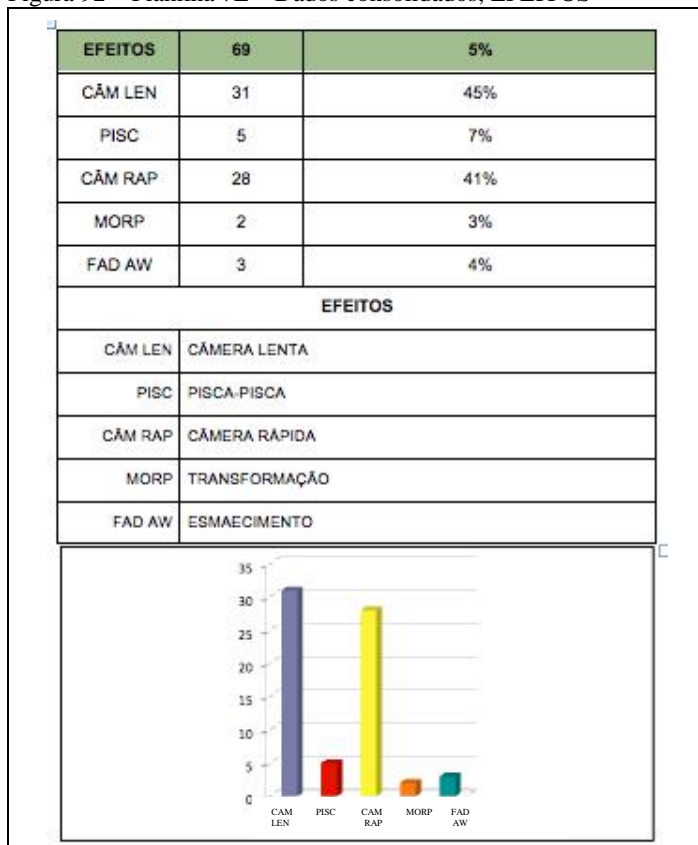 EFEITOS 69 5%
CÂM LEN 31 45%
PISC 5 7%
CÂM RAP 28 41%
MORP 2 3%
FAD AW 3 4%
EFEITOS
CÂM LEN CÂMERA LENTA
PISC PISCA-PISCA
CÂM RAP CÂMERA RÁPIDA
MORP TRANSFORMAÇÃO
FAD AW ESMAECIMENTO
35
30
25
20
15
10
5
0
CAM LEN PISC CAM RAP MORP FAD AW